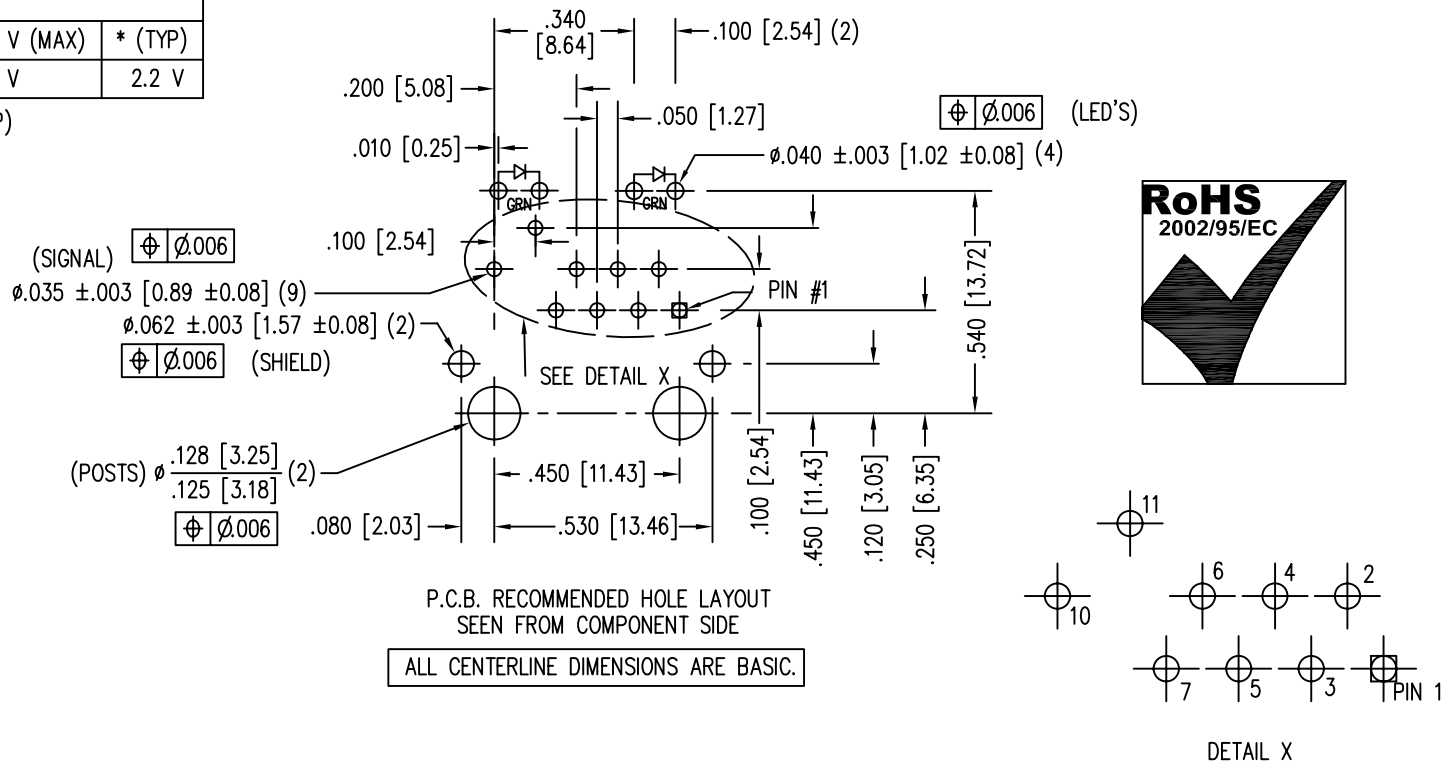 V (MAX) * (TYP)
V 2.2 V
P)
.340
[8.64]
.100 [2.54] (2)
.200 [5.08]
.050 [1.27]
⌖ Ø.006 (LED'S)
.010 [0.25]
ø.040 ±.003 [1.02 ±0.08] (4)
GRN GRN
RoHS
2002/95/EC
.100 [2.54]
(SIGNAL) ⌖ Ø.006
ø.035 ±.003 [0.89 ±0.08] (9)
PIN #1
ø.062 ±.003 [1.57 ±0.08] (2)
⌖ Ø.006 (SHIELD)
SEE DETAIL X
.540 [13.72]
(POSTS) ø .128 [3.25] (2)
.125 [3.18]
⌖ Ø.006
.450 [11.43]
.080 [2.03]
.530 [13.46]
.100 [2.54]
.450 [11.43]
.120 [3.05]
.250 [6.35]
P.C.B. RECOMMENDED HOLE LAYOUT
SEEN FROM COMPONENT SIDE
ALL CENTERLINE DIMENSIONS ARE BASIC.
11
6 4 2
10
7 5 3 PIN 1
DETAIL X